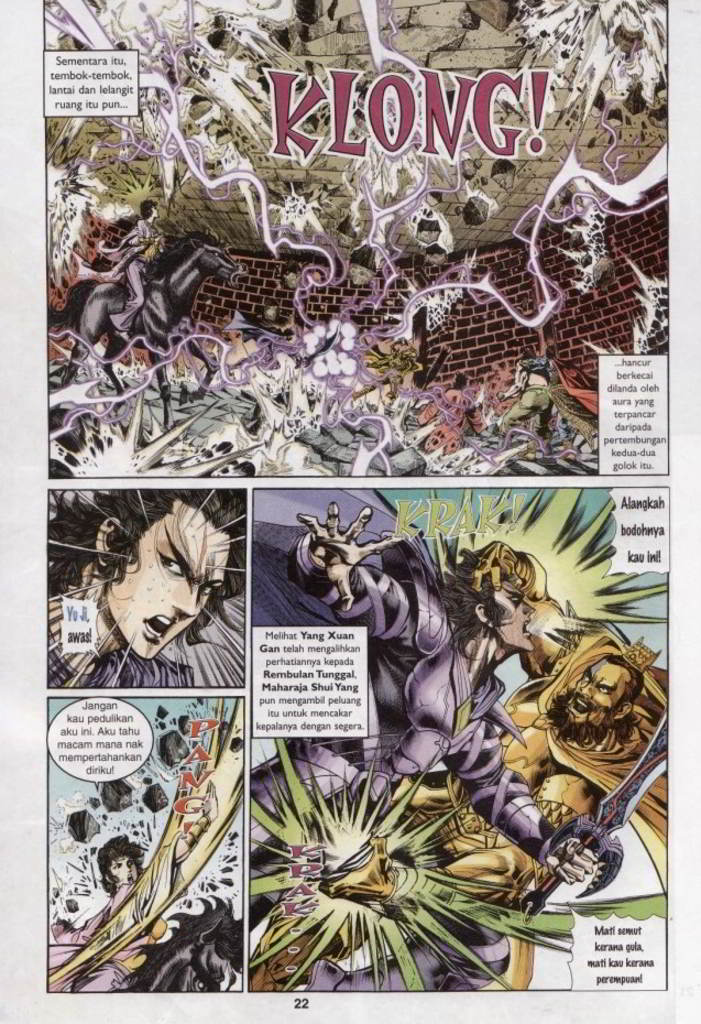 Sementara itu,
tembok-tembok,
lantai dan lelangit
ruang itu pun...
KLONG!
...hancur
berkecai
dilanda oleh
aura yang
terpancar
daripada
pertembungan
kedua-dua
golok itu.
Yu Ji,
awas!
KRAK!
Alangkah
bodohnya
kau ini!
Melihat Yang Xuan
Gan telah mengalihkan
perhatiannya kepada
Rembulan Tunggal,
Maharaja Shui Yang
pun mengambil peluang
itu untuk mencakar
kepalanya dengan segera.
Jangan
kau pedulikan
aku ini. Aku tahu
macam mana nak
mempertahankan
diriku!
PANG!
KRAK...
Mati semut
kerana gula,
mati kau kerana
perempuan!
22